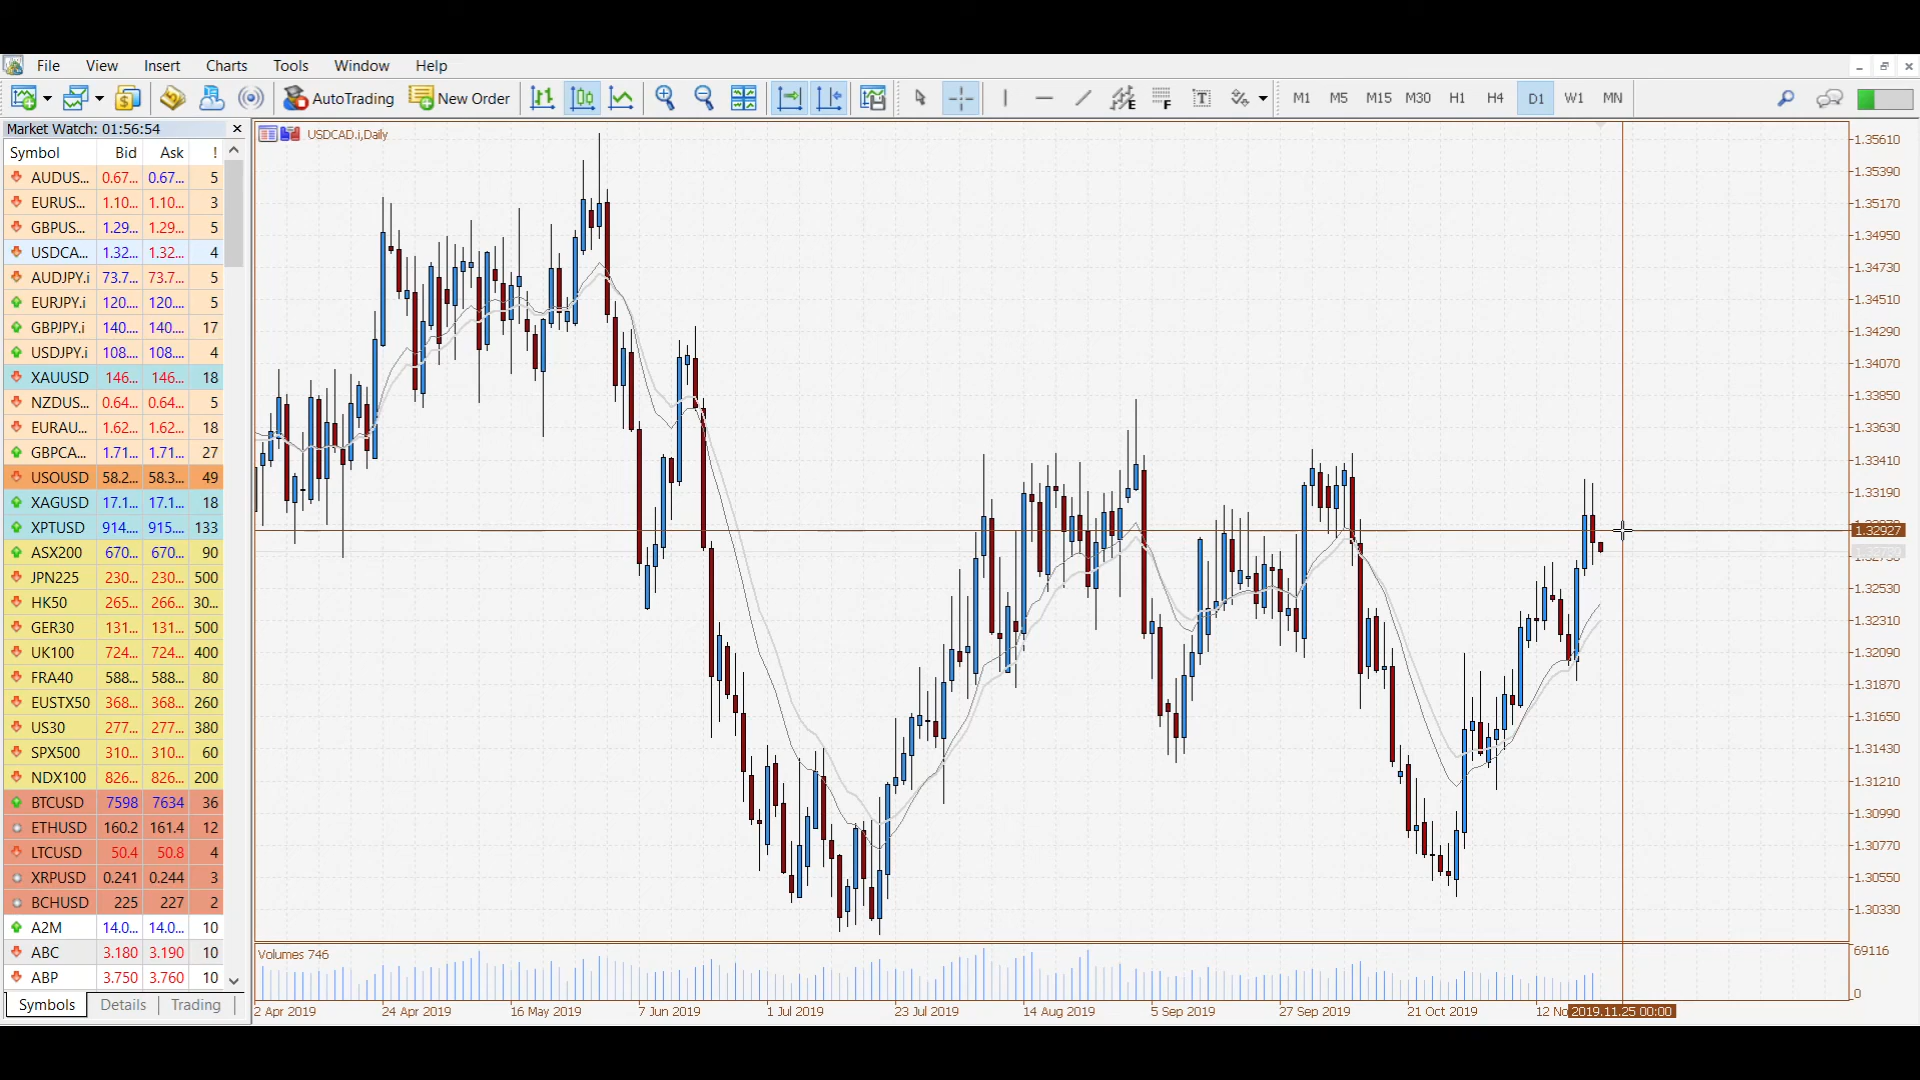 File View Insert Charts Tools Window Help
AutoTrading New Order E F T M1 M5 M15 M30 H1 H4 D1 W1 MN
Market Watch: 01:56:54
Symbol Bid Ask !
AUDUS... 0.67... 0.67... 5
EURUS... 1.10... 1.10... 3
GBPUS... 1.29... 1.29... 5
USDCA... 1.32... 1.32... 4
AUDJPY.i 73.7... 73.7... 5
EURJPY.i 120.... 120.... 5
GBPJPY.i 140.... 140.... 17
USDJPY.i 108.... 108.... 4
XAUUSD 146... 146... 18
NZDUS... 0.64... 0.64... 5
EURAU... 1.62... 1.62... 18
GBPCA... 1.71... 1.71... 27
USOUSD 58.2... 58.3... 49
XAGUSD 17.1... 17.1... 18
XPTUSD 914.... 915.... 133
ASX200 670... 670... 90
JPN225 230... 230... 500
HK50 265... 266... 30...
GER30 131... 131... 500
UK100 724... 724... 400
FRA40 588... 588... 80
EUSTX50 368... 368... 260
US30 277... 277... 380
SPX500 310... 310... 60
NDX100 826... 826... 200
BTCUSD 7598 7634 36
ETHUSD 160.2 161.4 12
LTCUSD 50.4 50.8 4
XRPUSD 0.241 0.244 3
BCHUSD 225 227 2
A2M 14.0... 14.0... 10
ABC 3.180 3.190 10
ABP 3.750 3.760 10
Symbols Details Trading
USDCAD.i,Daily
1.35610
1.35390
1.35170
1.34950
1.34730
1.34510
1.34290
1.34070
1.33850
1.33630
1.33410
1.33190
1.32927
1.32530
1.32310
1.32090
1.31870
1.31650
1.31430
1.31210
1.30990
1.30770
1.30550
1.30330
Volumes 746
69116
0
2 Apr 2019 24 Apr 2019 16 May 2019 7 Jun 2019 1 Jul 2019 23 Jul 2019 14 Aug 2019 5 Sep 2019 27 Sep 2019 21 Oct 2019 12 No 2019.11.25 00:00